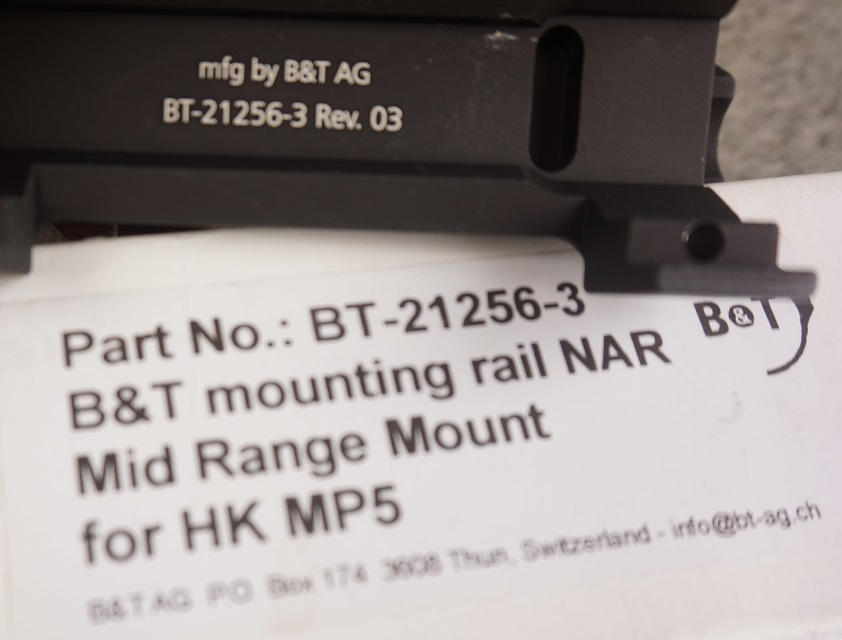 mfg by B&T AG
BT-21256-3 Rev. 03
Part No.: BT-21256-3
B&T
B&T mounting rail NAR
Mid Range Mount
for HK MP5
B&T AG P.O. Box 174 3608 Thun, Switzerland - info@bt-ag.ch